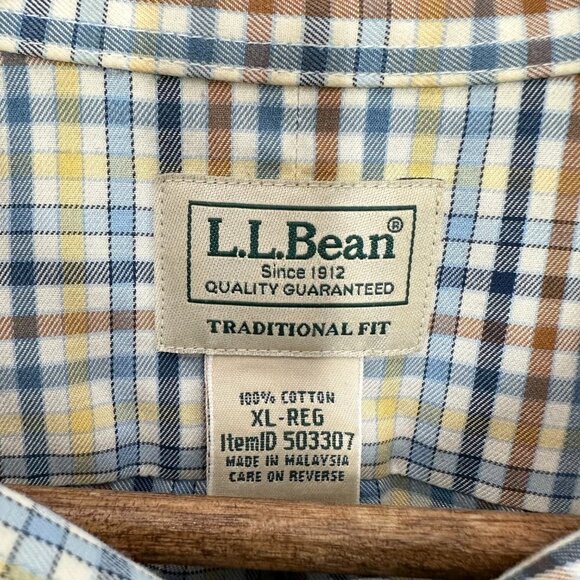 L.L.Bean®
Since 1912
QUALITY GUARANTEED
TRADITIONAL FIT
100% COTTON
XL-REG
ItemID 503307
MADE IN MALAYSIA
CARE ON REVERSE